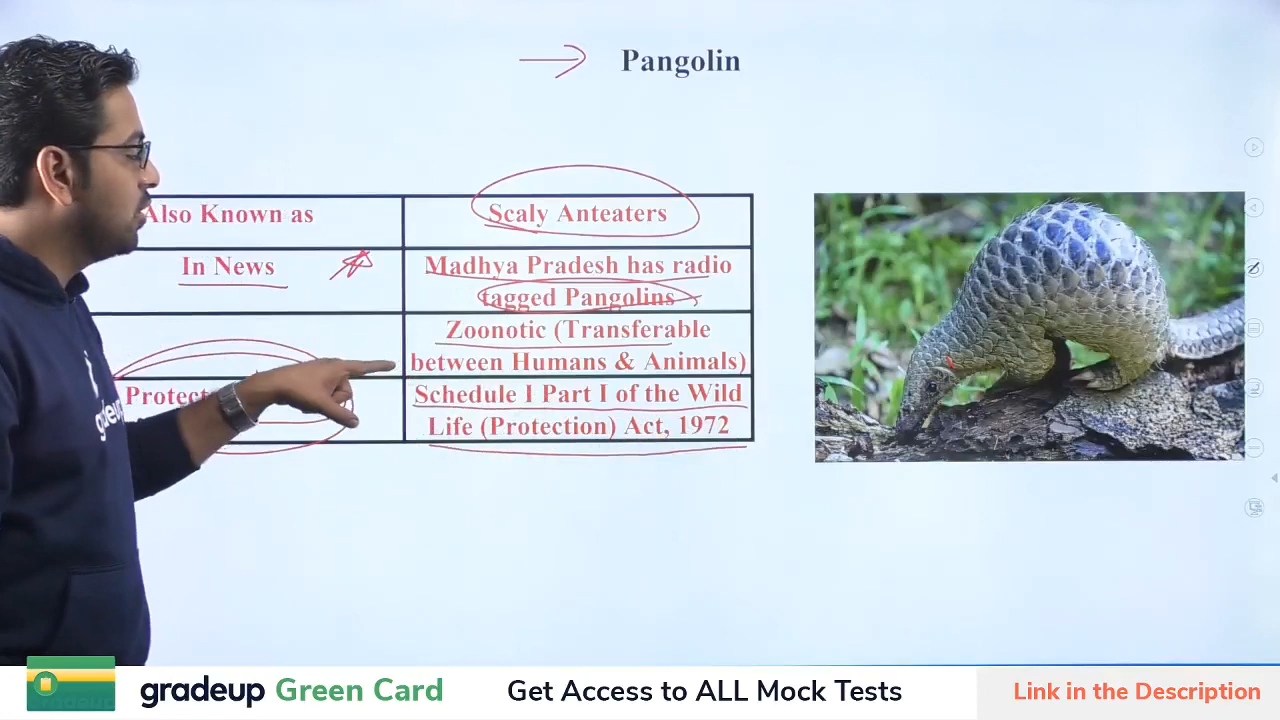 Pangolin
Also Known as
Scaly Anteaters
In News
Madhya Pradesh has radio
tagged Pangolins
Zoonotic (Transferable
between Humans & Animals)
Schedule I Part I of the Wild
Life (Protection) Act, 1972
gradeup Green Card
Get Access to ALL Mock Tests
Link in the Description